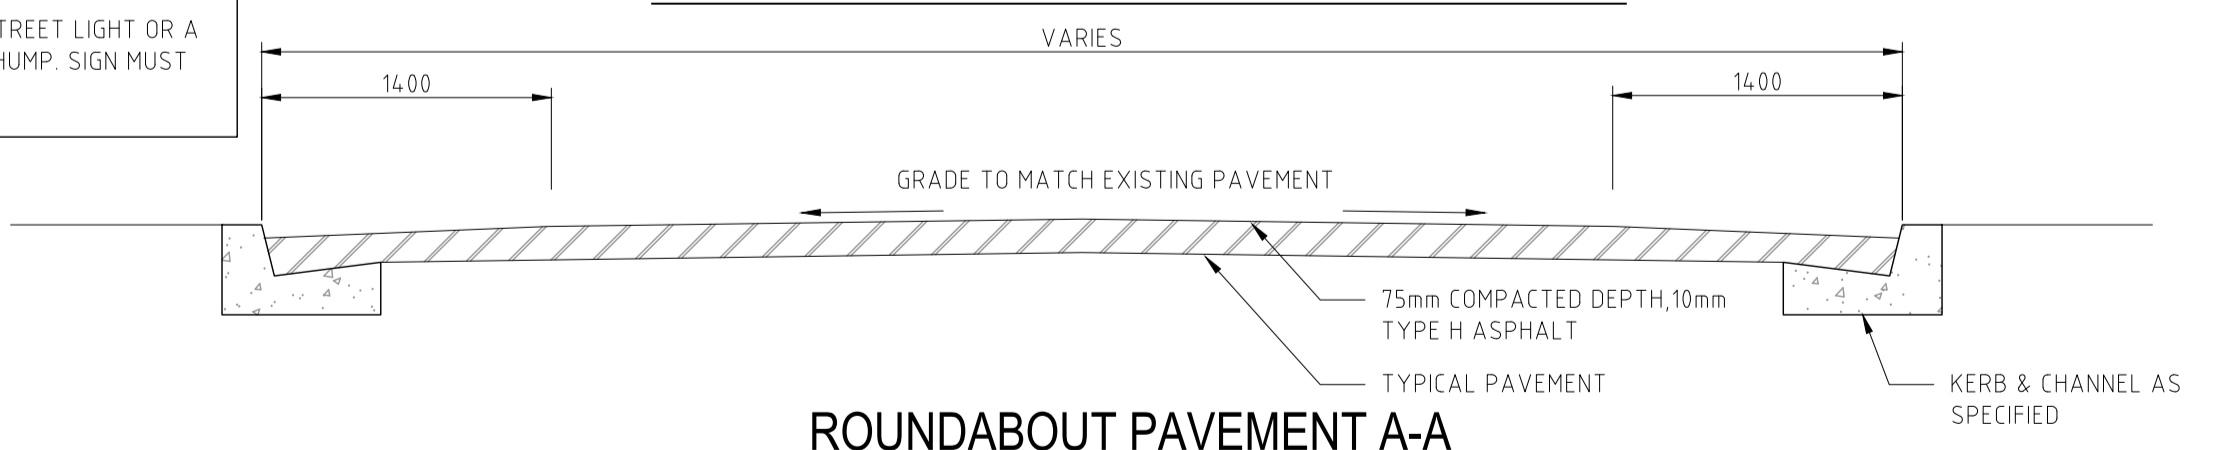 TREET LIGHT OR A
HUMP. SIGN MUST
VARIES
1400
1400
GRADE TO MATCH EXISTING PAVEMENT
75mm COMPACTED DEPTH,10mm
TYPE H ASPHALT
TYPICAL PAVEMENT
KERB & CHANNEL AS
SPECIFIED
ROUNDABOUT PAVEMENT A-A